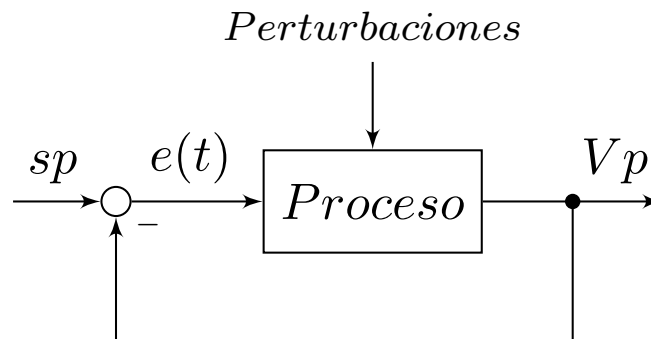 Perturbaciones
sp
e(t)
Vp
Proceso
−